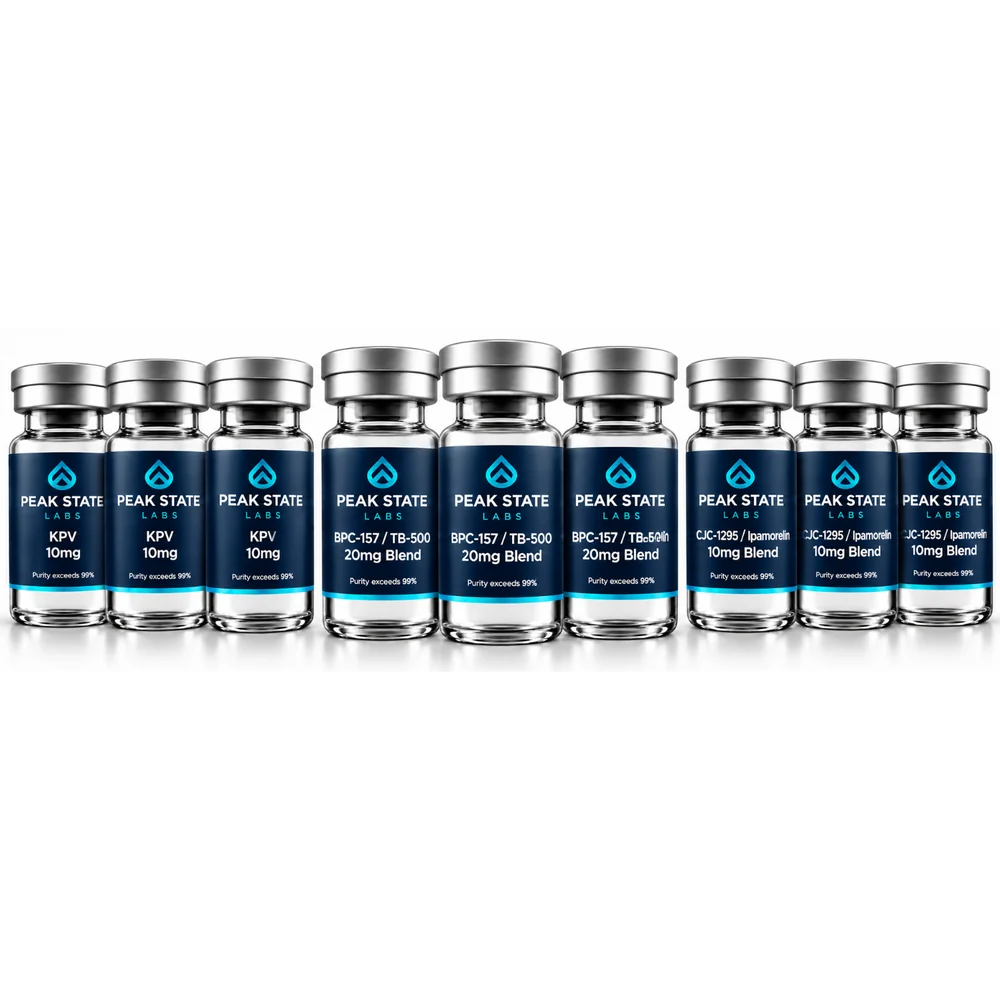 PEAK STATE
LABS
KPV
10mg
Purity exceeds 99%
PEAK STATE
LABS
KPV
10mg
Purity exceeds 99%
PEAK STATE
LABS
KPV
10mg
Purity exceeds 99%
PEAK STATE
LABS
BPC-157 / TB-500
20mg Blend
Purity exceeds 99%
PEAK STATE
LABS
BPC-157 / TB-500
20mg Blend
Purity exceeds 99%
PEAK STATE
LABS
BPC-157 /
20mg Blend
Purity exceeds 99%
PEAK STATE
LABS
CJC-1295 / Ipamorelin
10mg Blend
Purity exceeds 99%
PEAK STATE
LABS
CJC-1295 / Ipamorelin
10mg Blend
Purity exceeds 99%
PEAK STATE
LABS
CJC-1295 / Ipamorelin
10mg Blend
Purity exceeds 99%